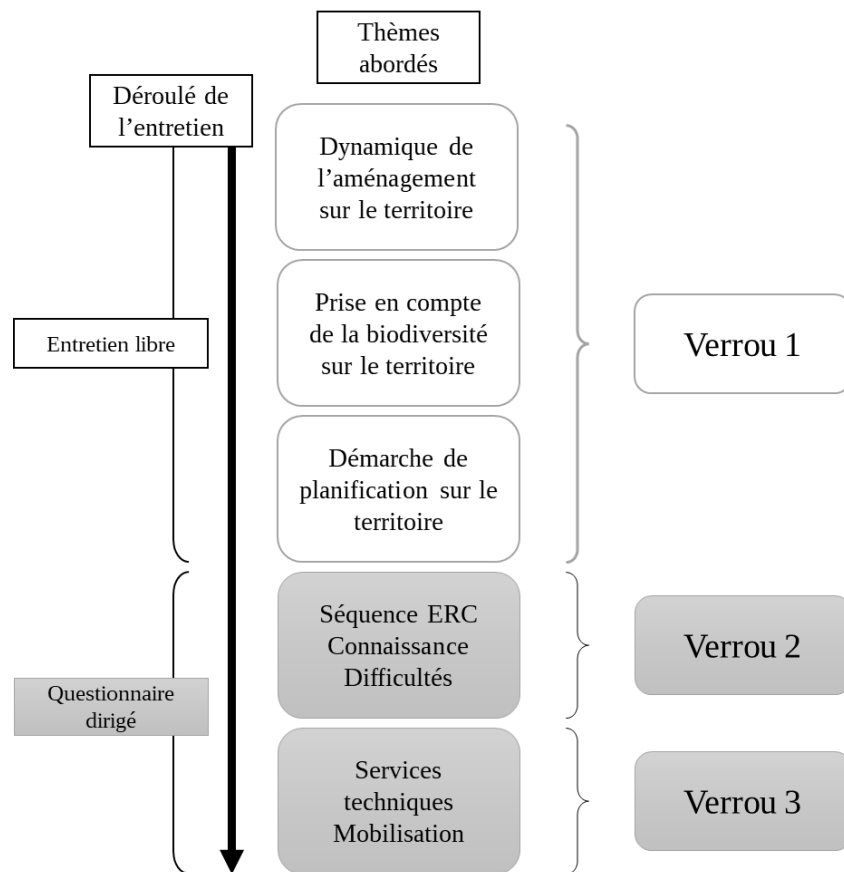 Thèmes
abordés
Déroulé de
l’entretien
Dynamique de
l’aménagement
sur le territoire
Prise en compte
de la biodiversité
sur le territoire
Entretien libre
Verrou 1
Démarche de
planification sur le
territoire
Séquence ERC
Connaissance
Difficultés
Verrou 2
Questionnaire
dirigé
Services
techniques
Mobilisation
Verrou 3